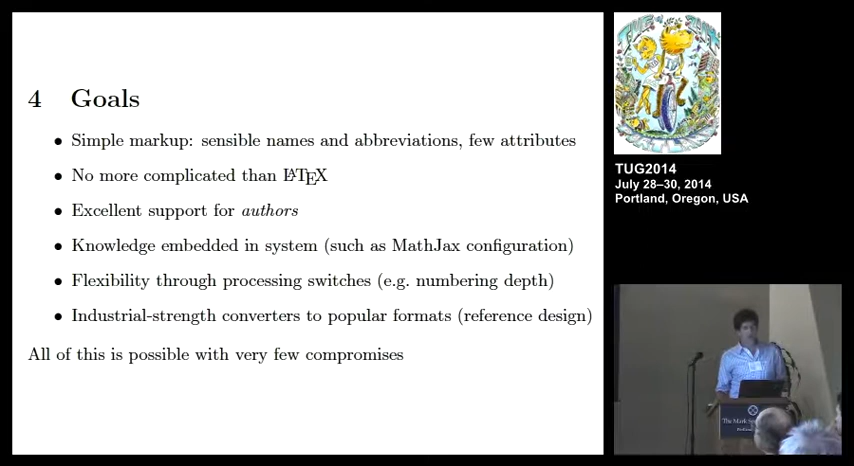 4 Goals
• Simple markup: sensible names and abbreviations, few attributes
• No more complicated than LATEX
• Excellent support for authors
• Knowledge embedded in system (such as MathJax configuration)
• Flexibility through processing switches (e.g. numbering depth)
• Industrial-strength converters to popular formats (reference design)
All of this is possible with very few compromises
TUG2014
July 28–30, 2014
Portland, Oregon, USA
The Mark